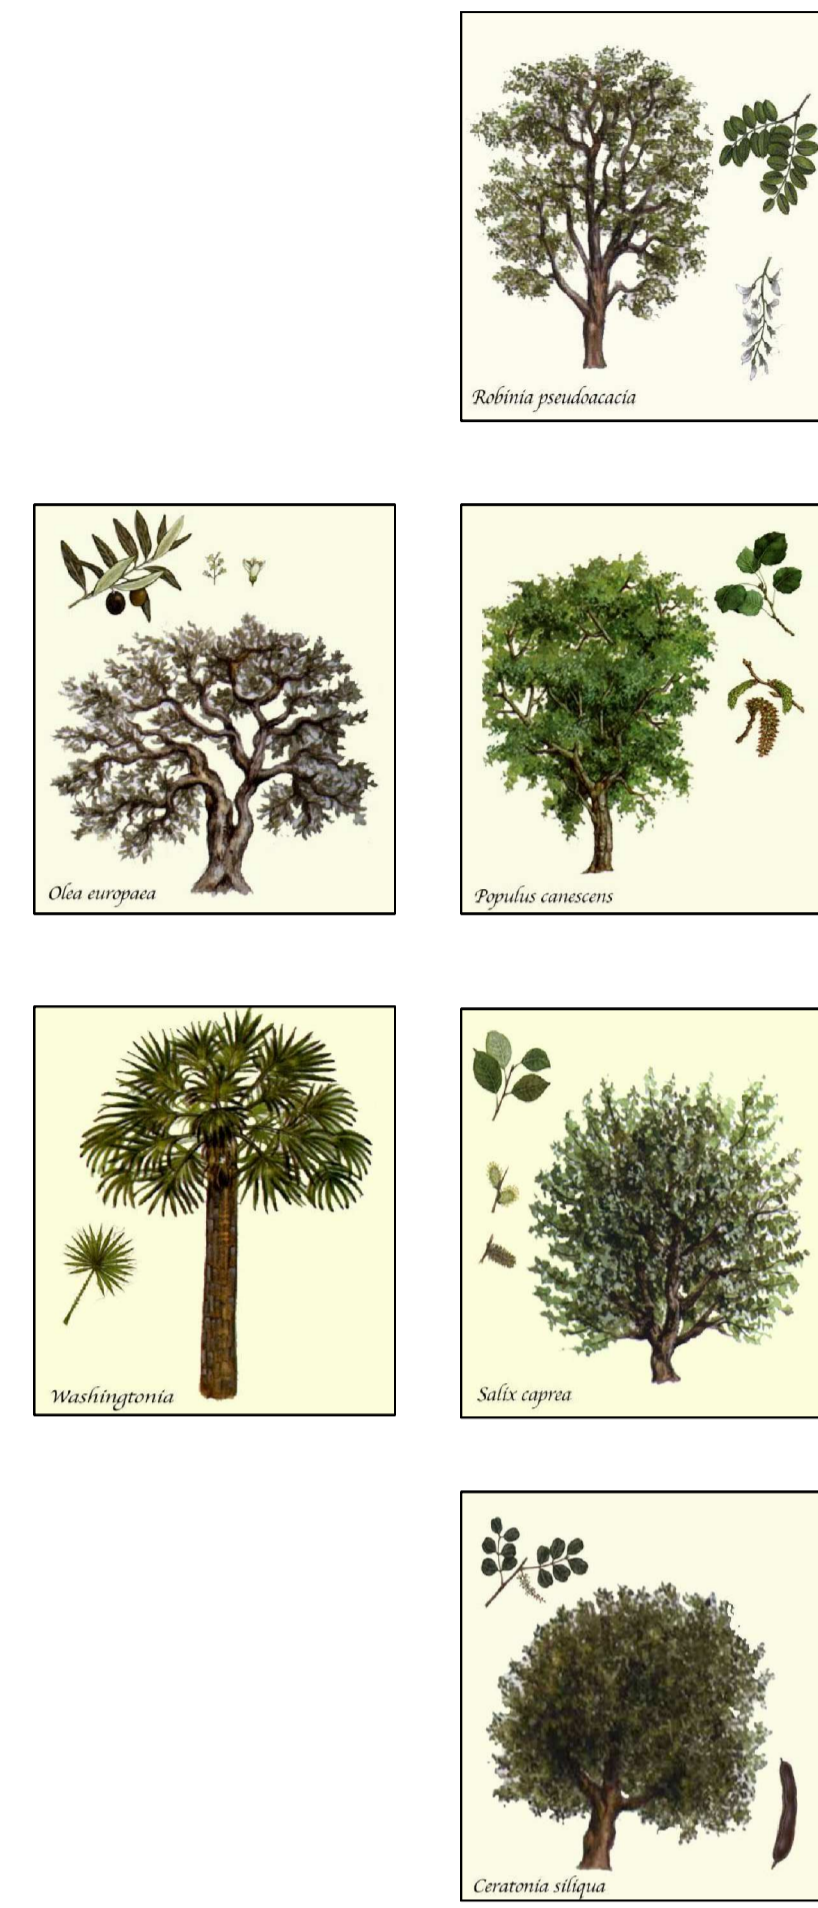 Robinia pseudoacacia
Olea europaea
Populus canescens
Washingtonia
Salix caprea
Ceratonia siliqua